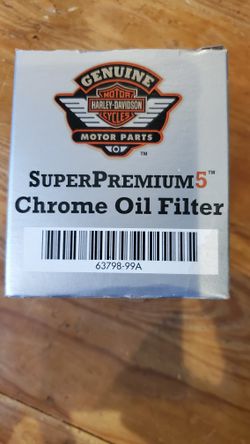 GENUINE
MOTOR
HARLEY-DAVIDSON
CYCLES
MOTOR PARTS
TM
SUPERPREMIUM5™
Chrome Oil Filter
63798-99A